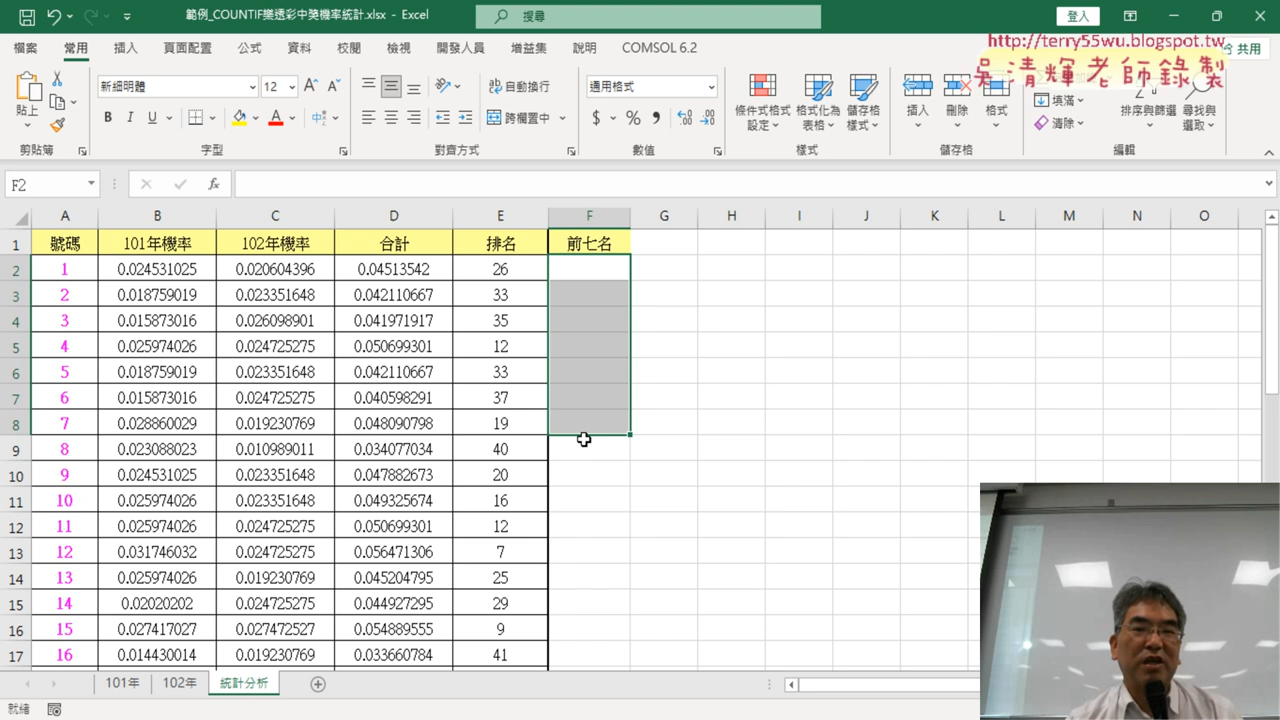 範例_COUNTIF樂透彩中獎機率統計.xlsx - Excel
搜尋
登入
檔案 常用 插入 頁面配置 公式 資料 校閱 檢視 開發人員 增益集 說明 COMSOL 6.2
共用
http://terry55wu.blogspot.tw
吳清輝老師錄製
貼上
新細明體 12
B I U
自動換行
跨欄置中
通用格式
$ % 9
條件式格式設定
格式化為表格
儲存格樣式
插入 刪除 格式
填滿
清除
排序與篩選
尋找與選取
剪貼簿 字型 對齊方式 數值 樣式 儲存格 編輯
F2 fx
A B C D E F G H I J K L M N O
1 號碼 101年機率 102年機率 合計 排名 前七名
2 1 0.024531025 0.020604396 0.04513542 26
3 2 0.018759019 0.023351648 0.042110667 33
4 3 0.015873016 0.026098901 0.041971917 35
5 4 0.025974026 0.024725275 0.050699301 12
6 5 0.018759019 0.023351648 0.042110667 33
7 6 0.015873016 0.024725275 0.040598291 37
8 7 0.028860029 0.019230769 0.048090798 19
9 8 0.023088023 0.010989011 0.034077034 40
10 9 0.024531025 0.023351648 0.047882673 20
11 10 0.025974026 0.023351648 0.049325674 16
12 11 0.025974026 0.024725275 0.050699301 12
13 12 0.031746032 0.024725275 0.056471306 7
14 13 0.025974026 0.019230769 0.045204795 25
15 14 0.02020202 0.024725275 0.044927295 29
16 15 0.027417027 0.027472527 0.054889555 9
17 16 0.014430014 0.019230769 0.033660784 41
101年 102年 統計分析
就緒